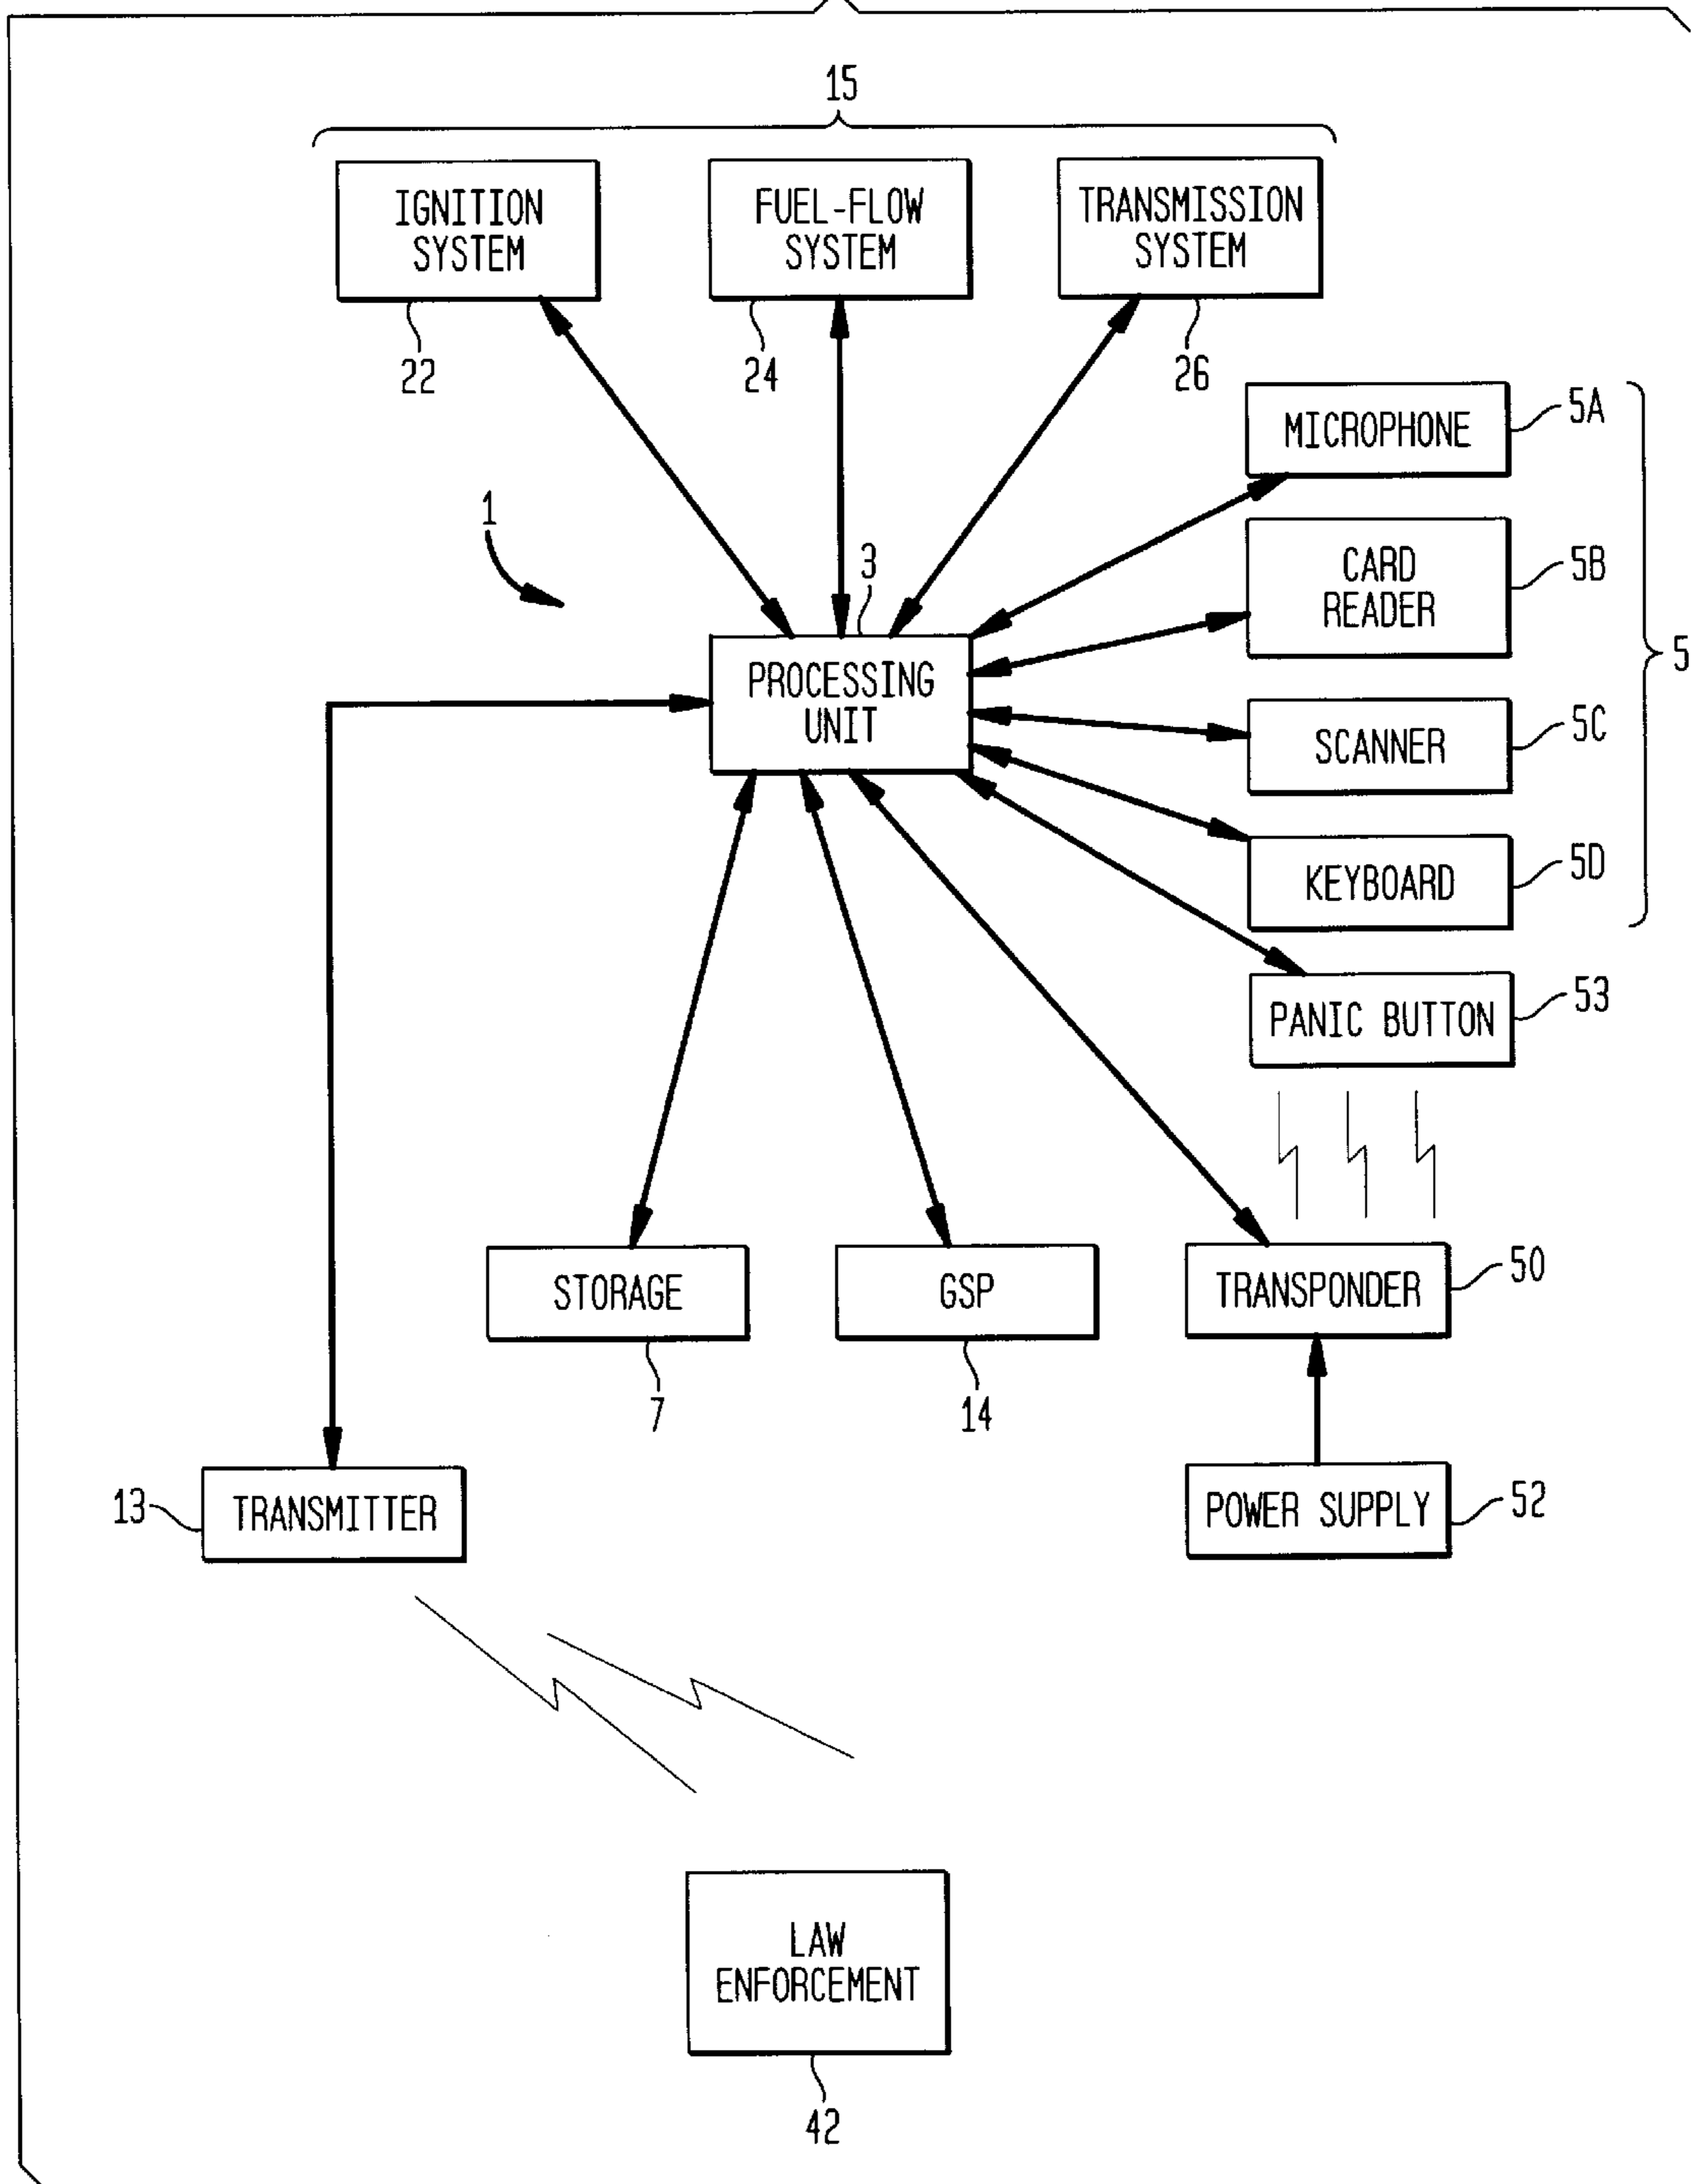 15
IGNITION
SYSTEM
FUEL-FLOW
SYSTEM
TRANSMISSION
SYSTEM
22
24
26
MICROPHONE
5A
1
3
CARD
READER
5B
5
PROCESSING
UNIT
SCANNER
5C
KEYBOARD
5D
PANIC BUTTON
53
STORAGE
GSP
TRANSPONDER
50
7
14
13
TRANSMITTER
POWER SUPPLY
52
LAW
ENFORCEMENT
42